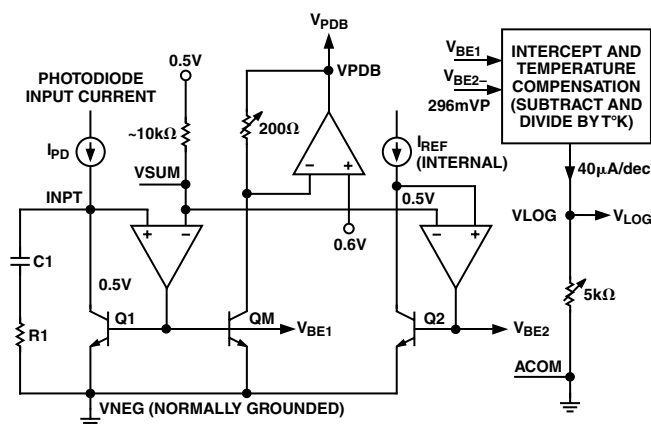 V_PDB
0.5V
VPDB
PHOTODIODE
INPUT CURRENT
~10kΩ
200Ω
I_PD
VSUM
I_REF
(INTERNAL)
INPT
0.5V
0.6V
+ −
− +
− +
C1
0.5V
R1
Q1
QM
V_BE1
Q2
V_BE2
VNEG (NORMALLY GROUNDED)
V_BE1
V_BE2–
296mVP
INTERCEPT AND
TEMPERATURE
COMPENSATION
(SUBTRACT AND
DIVIDE BY T°K)
40μA/dec
VLOG
V_LOG
5kΩ
ACOM